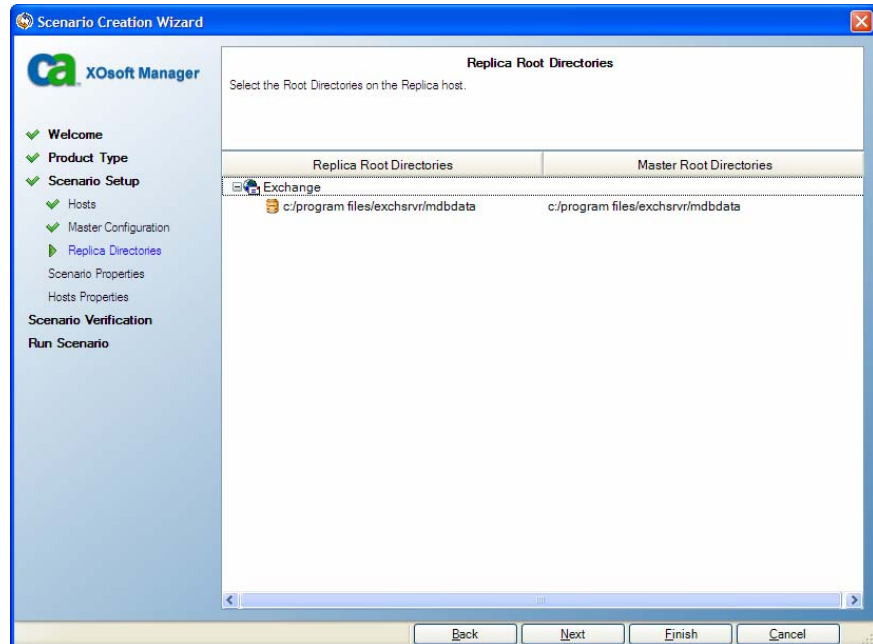 Scenario Creation Wizard
ca XOsoft Manager
Welcome
Product Type
Scenario Setup
Hosts
Master Configuration
Replica Directories
Scenario Properties
Hosts Properties
Scenario Verification
Run Scenario
Replica Root Directories
Select the Root Directories on the Replica host.
Replica Root Directories Master Root Directories
Exchange
c:/program files/exchsrvr/mdbdata c:/program files/exchsrvr/mdbdata
Back Next Finish Cancel